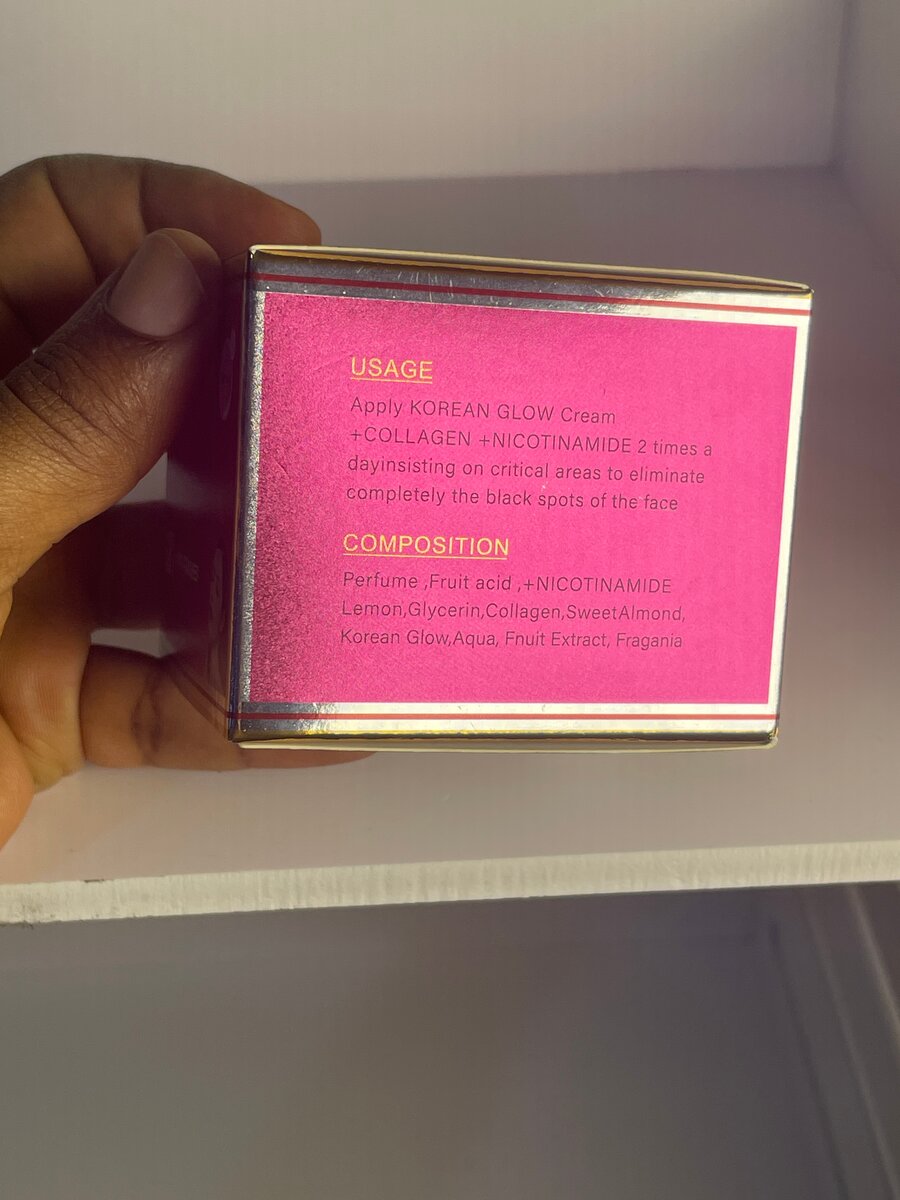 USAGE
Apply KOREAN GLOW Cream
+COLLAGEN +NICOTINAMIDE 2 times a
dayinsisting on critical areas to eliminate
completely the black spots of the face
COMPOSITION
Perfume ,Fruit acid ,+NICOTINAMIDE
Lemon,Glycerin,Collagen,SweetAlmond,
Korean Glow,Aqua, Fnuit Extract, Fragania